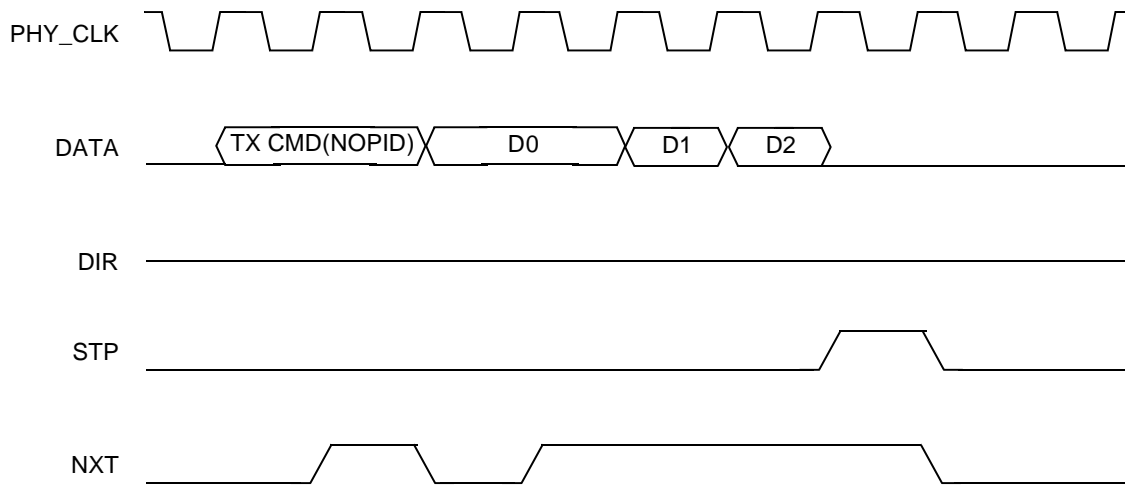 PHY_CLK
DATA
TX CMD(NOPID)
D0
D1
D2
DIR
STP
NXT